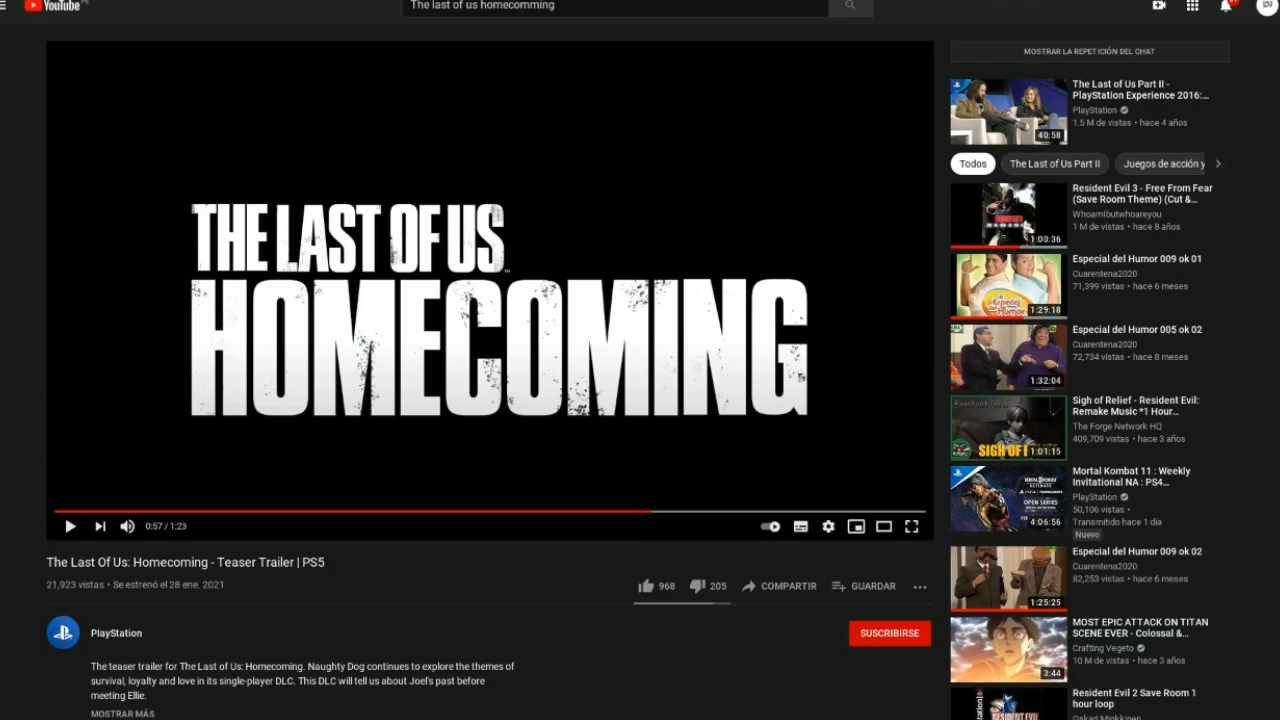 YouTube
The last of us homecomming
THE LAST OF US
HOMECOMING
0:57 / 1:23
The Last Of Us: Homecoming - Teaser Trailer | PS5
21,923 vistas • Se estrenó el 28 ene. 2021
968
205
COMPARTIR
GUARDAR
PlayStation
SUSCRIBIRSE
The teaser trailer for The Last of Us: Homecoming. Naughty Dog continues to explore the themes of
survival, loyalty and love in its single-player DLC. This DLC will tell us about Joel's past before
meeting Ellie.
MOSTRAR MÁS
MOSTRAR LA REPETICIÓN DEL CHAT
The Last of Us Part II -
PlayStation Experience 2016:...
PlayStation
1.5 M de vistas • hace 4 años
40:58
Todos
The Last of Us Part II
Juegos de acción y
Resident Evil 3 - Free From Fear
(Save Room Theme) (Cut &...
WhoamIbutwhoareyou
1 M de vistas • hace 8 años
1:00:36
Especial del Humor 009 ok 01
Cuarentena2020
71,399 vistas • hace 6 meses
1:29:18
Especial del Humor 005 ok 02
Cuarentena2020
72,734 vistas • hace 8 meses
1:32:04
Sigh of Relief - Resident Evil:
Remake Music *1 Hour...
The Forge Network HQ
409,709 vistas • hace 3 años
SIGH OF
1:01:15
Mortal Kombat 11 : Weekly
Invitational NA : PS4...
PlayStation
50,106 vistas •
Transmitido hace 1 día
Nuevo
OPEN SERIES
4:06:56
Especial del Humor 009 ok 02
Cuarentena2020
82,253 vistas • hace 6 meses
1:25:25
MOST EPIC ATTACK ON TITAN
SCENE EVER - Colossal &...
Crafting Vegeto
10 M de vistas • hace 3 años
3:44
Resident Evil 2 Save Room 1
hour loop
Oskari Minkkinen
RESIDENT EVIL